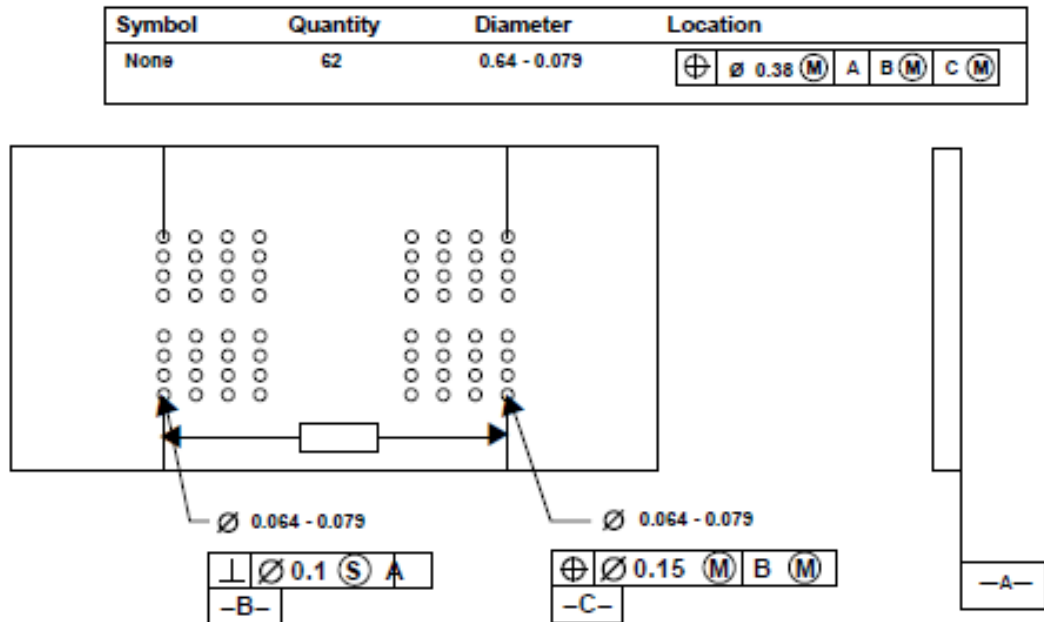 Symbol Quantity Diameter Location
None 62 0.64 - 0.079 ⌖ Ø 0.38 Ⓜ A B Ⓜ C Ⓜ
Ø 0.064 - 0.079
⊥ Ø 0.1 Ⓢ A
–B–
Ø 0.064 - 0.079
⌖ Ø 0.15 Ⓜ B Ⓜ
–C–
–A–